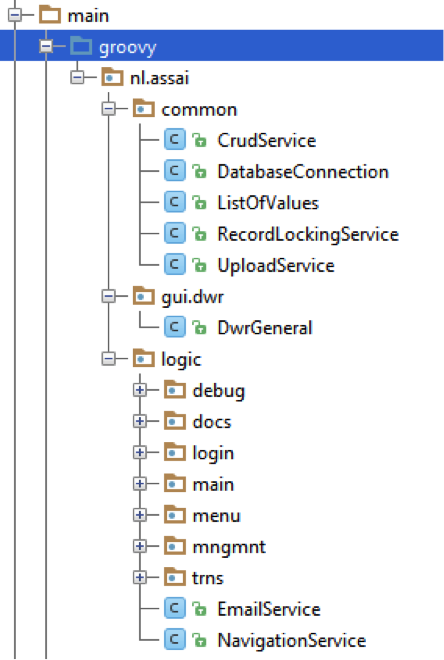 main
groovy
nl.assai
common
CrudService
DatabaseConnection
ListOfValues
RecordLockingService
UploadService
gui.dwr
DwrGeneral
logic
debug
docs
login
main
menu
mngmnt
trns
EmailService
NavigationService